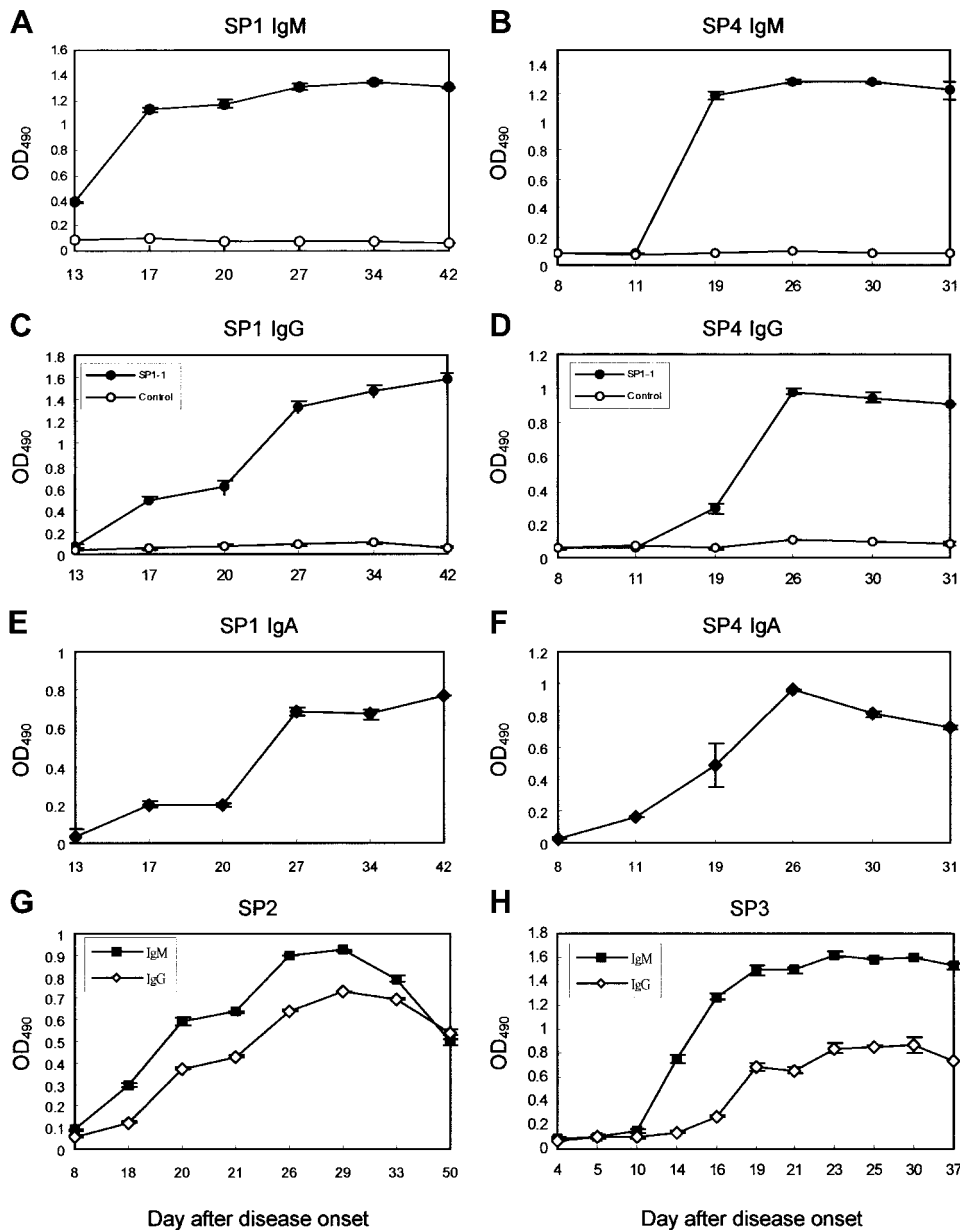 A
SP1 IgM
OD490
1.6
1.4
1.2
1
0.8
0.6
0.4
0.2
0
13 17 20 27 34 42
B
SP4 IgM
OD490
1.6
1.4
1.2
1
0.8
0.6
0.4
0.2
0
8 11 19 26 30 31
C
SP1 IgG
OD490
1.8
1.6
1.4
1.2
1
0.8
0.6
0.4
0.2
0
SP1-1
Control
13 17 20 27 34 42
D
SP4 IgG
OD490
1.2
1
0.8
0.6
0.4
0.2
0
SP1-1
Control
8 11 19 26 30 31
E
SP1 IgA
OD490
1
0.8
0.6
0.4
0.2
0
13 17 20 27 34 42
F
SP4 IgA
OD490
1.2
1
0.8
0.6
0.4
0.2
0
8 11 19 26 30 31
G
SP2
OD490
1
0.9
0.8
0.7
0.6
0.5
0.4
0.3
0.2
0.1
0
IgM
IgG
8 18 20 21 26 29 33 50
Day after disease onset
H
SP3
OD490
1.8
1.6
1.4
1.2
1
0.8
0.6
0.4
0.2
0
IgM
IgG
4 5 10 14 16 19 21 23 25 30 37
Day after disease onset